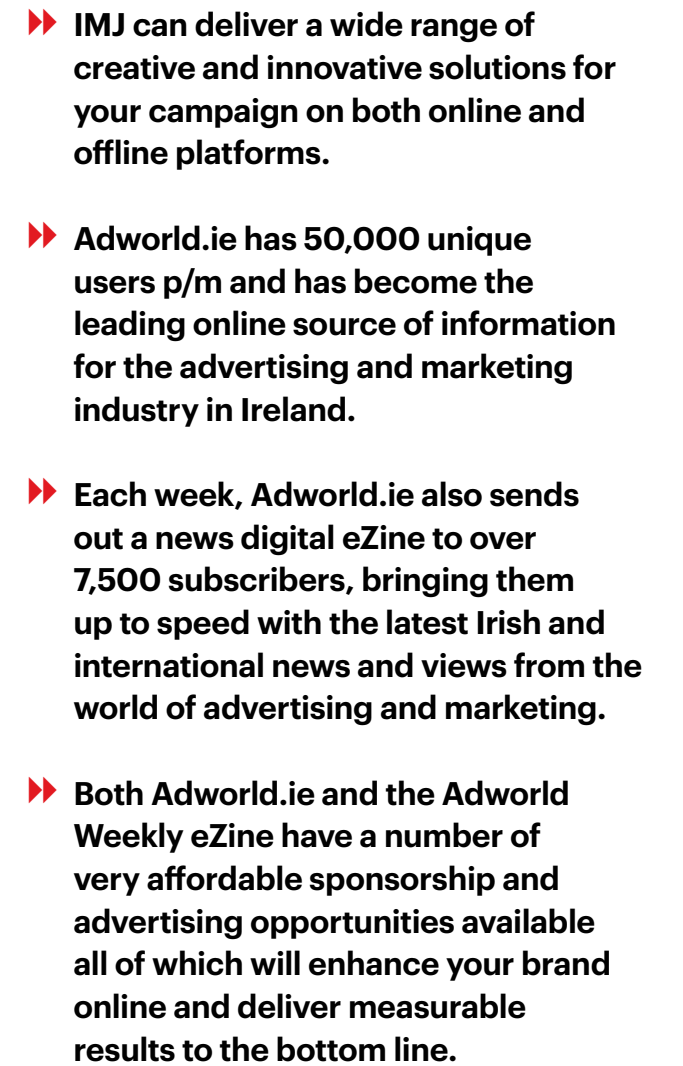 IMJ can deliver a wide range of
creative and innovative solutions for
your campaign on both online and
offline platforms.
Adworld.ie has 50,000 unique
users p/m and has become the
leading online source of information
for the advertising and marketing
industry in Ireland.
Each week, Adworld.ie also sends
out a news digital eZine to over
7,500 subscribers, bringing them
up to speed with the latest Irish and
international news and views from the
world of advertising and marketing.
Both Adworld.ie and the Adworld
Weekly eZine have a number of
very affordable sponsorship and
advertising opportunities available
all of which will enhance your brand
online and deliver measurable
results to the bottom line.